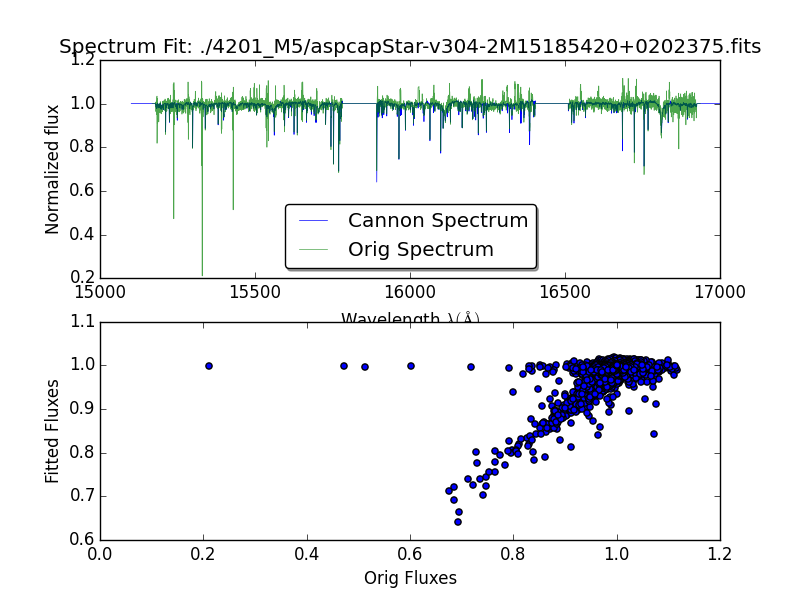 Spectrum Fit: ./4201_M5/aspcapStar-v304-2M15185420+0202375.fits
1.2
1.0
0.8
0.6
0.4
0.2
Normalized flux
Cannon Spectrum
Orig Spectrum
15000 15500 16000 16500 17000
Wavelength λ(Å)
1.1
1.0
0.9
0.8
0.7
0.6
Fitted Fluxes
0.0 0.2 0.4 0.6 0.8 1.0 1.2
Orig Fluxes